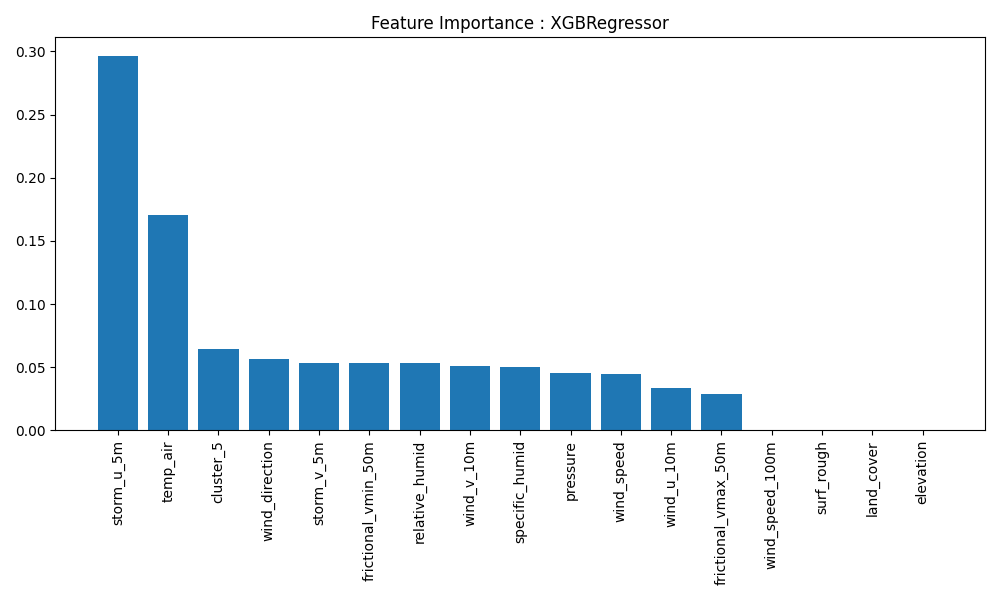 Feature Importance : XGBRegressor
0.30
0.25
0.20
0.15
0.10
0.05
0.00
storm_u_5m
temp_air
cluster_5
wind_direction
storm_v_5m
frictional_vmin_50m
relative_humid
wind_v_10m
specific_humid
pressure
wind_speed
wind_u_10m
frictional_vmax_50m
wind_speed_100m
surf_rough
land_cover
elevation